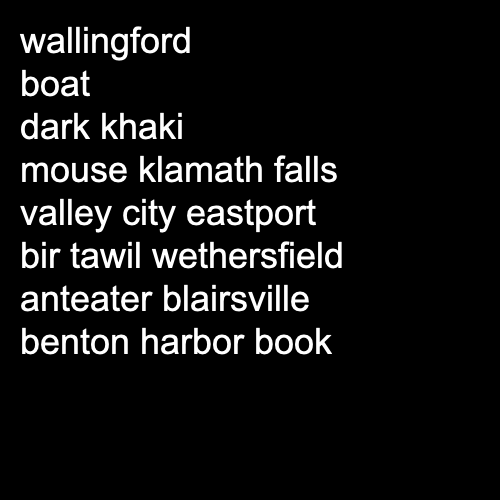 wallingford
boat
dark khaki
mouse klamath falls
valley city eastport
bir tawil wethersfield
anteater blairsville
benton harbor book